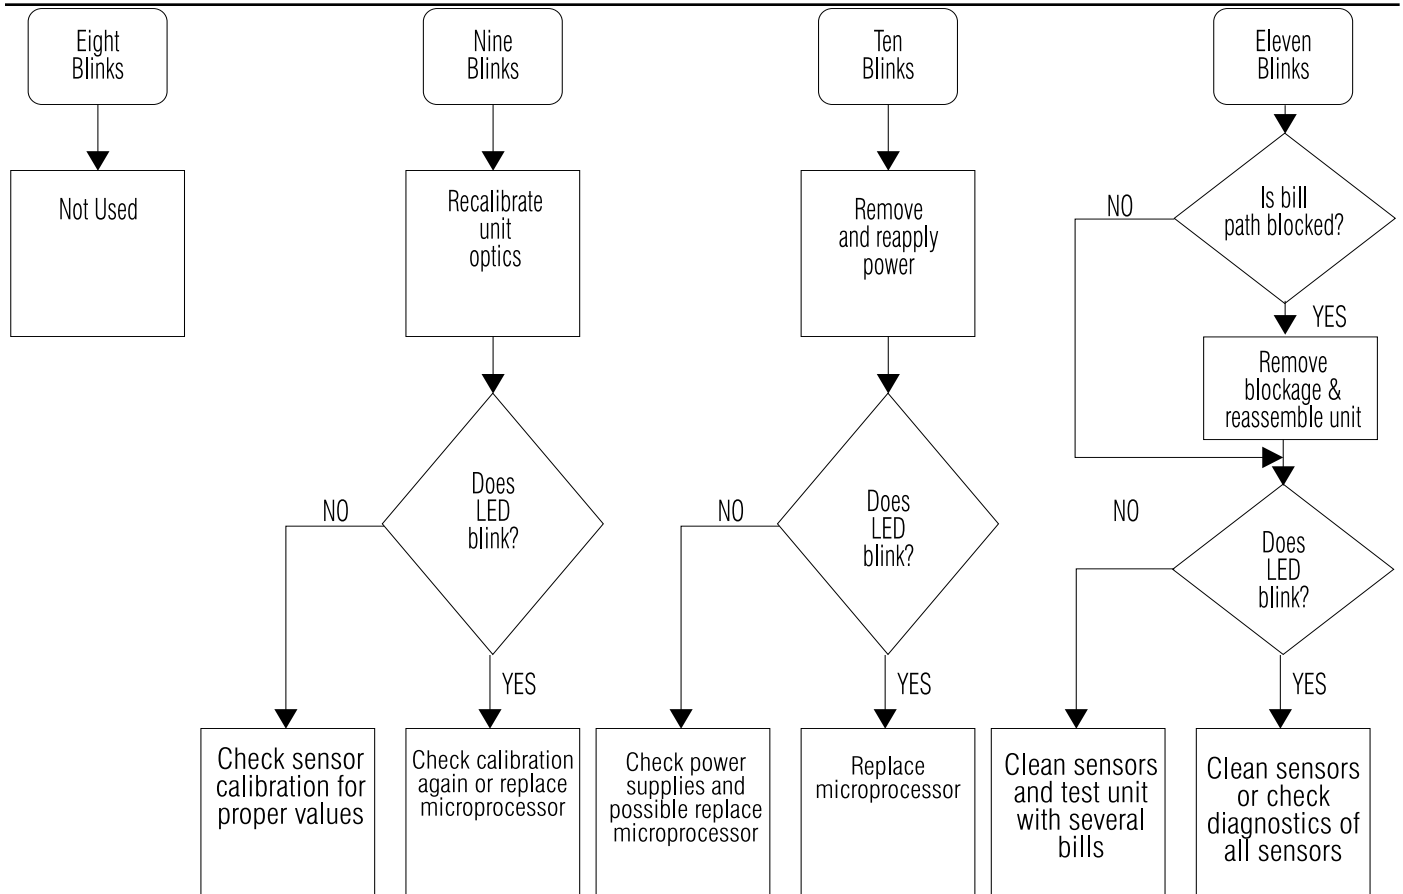 Eight
Blinks
Not Used
Nine
Blinks
Recalibrate
unit
optics
Does
LED
blink?
NO
YES
Check sensor
calibration for
proper values
Check calibration
again or replace
microprocessor
Ten
Blinks
Remove
and reapply
power
Does
LED
blink?
NO
YES
Check power
supplies and
possible replace
microprocessor
Replace
microprocessor
Eleven
Blinks
Is bill
path blocked?
NO
YES
Remove
blockage &
reassemble unit
Does
LED
blink?
NO
YES
Clean sensors
and test unit
with several
bills
Clean sensors
or check
diagnostics of
all sensors